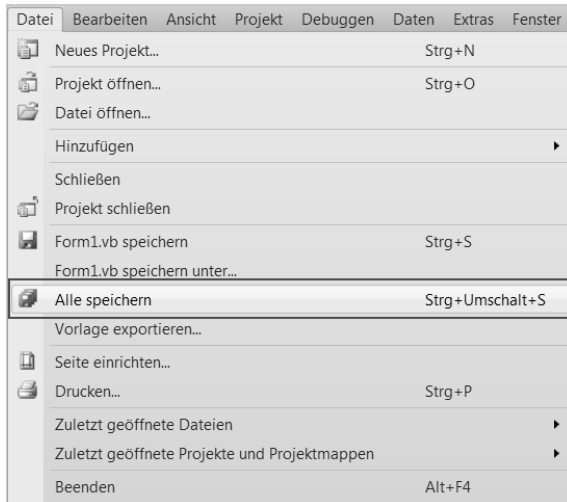 Datei Bearbeiten Ansicht Projekt Debuggen Daten Extras Fenster
Neues Projekt... Strg+N
Projekt öffnen... Strg+O
Datei öffnen...
Hinzufügen
Schließen
Projekt schließen
Form1.vb speichern Strg+S
Form1.vb speichern unter...
Alle speichern Strg+Umschalt+S
Vorlage exportieren...
Seite einrichten...
Drucken... Strg+P
Zuletzt geöffnete Dateien
Zuletzt geöffnete Projekte und Projektmappen
Beenden Alt+F4